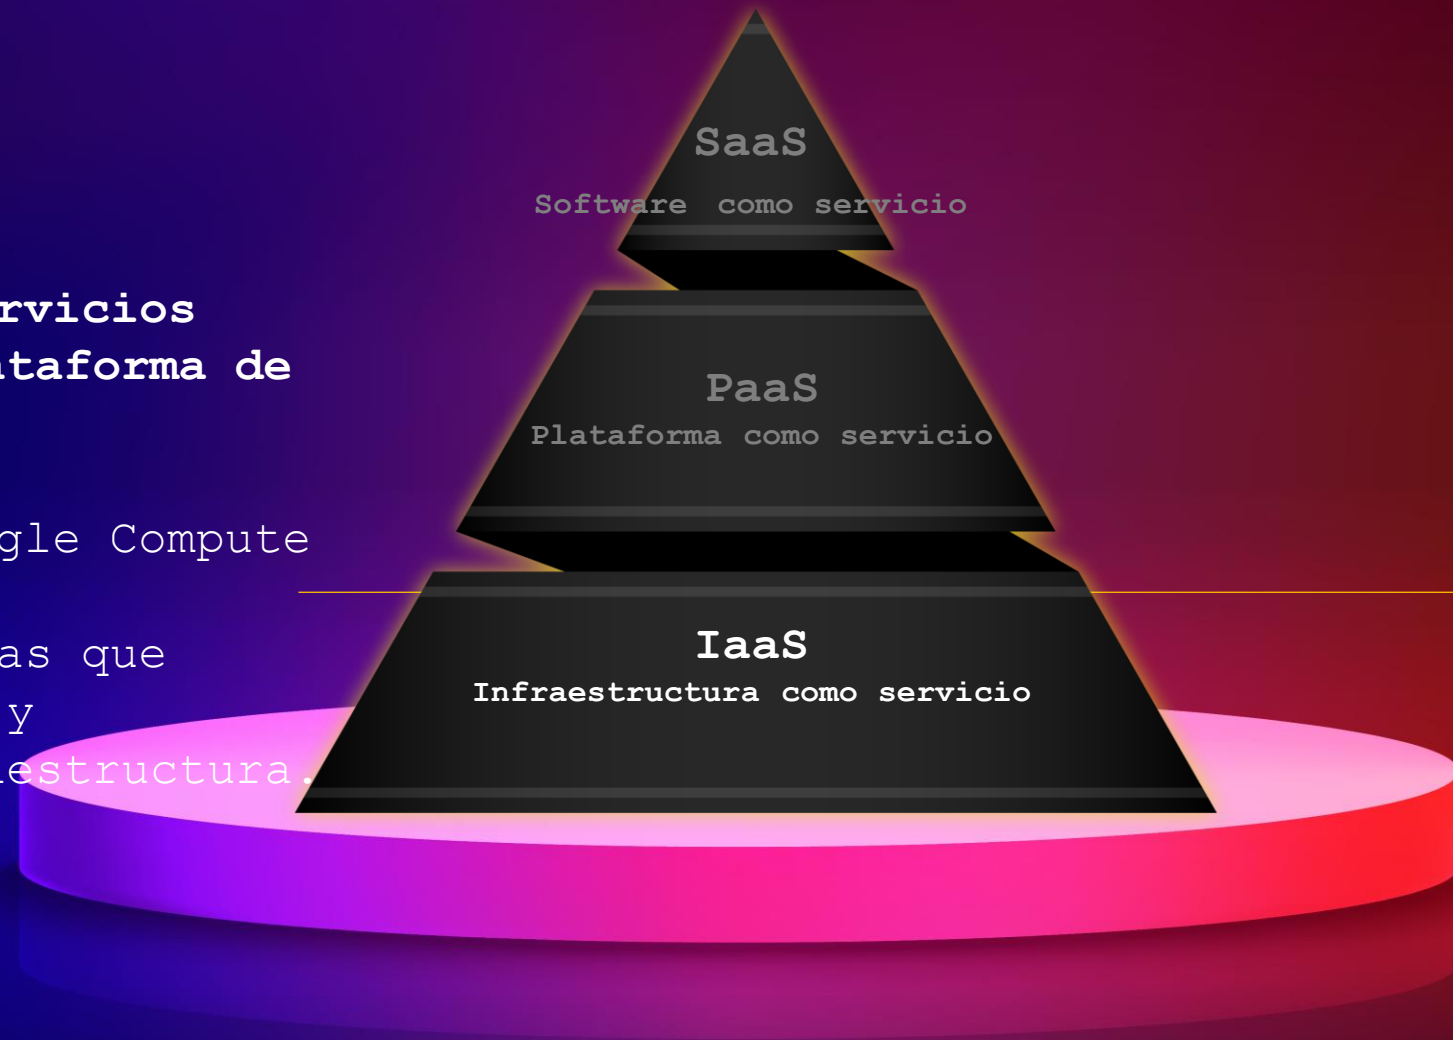 SaaS
Software como servicio
rvicios
ataforma de
PaaS
Plataforma como servicio
gle Compute
as que
y
estructura.
IaaS
Infraestructura como servicio